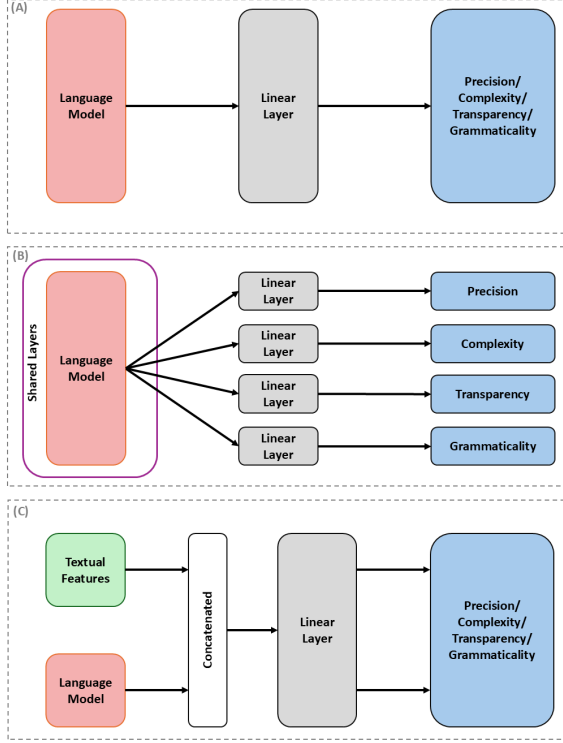 (A)
Language
Model
Linear
Layer
Precision/
Complexity/
Transparency/
Grammaticality
(B)
Shared Layers
Language
Model
Linear
Layer
Precision
Linear
Layer
Complexity
Linear
Layer
Transparency
Linear
Layer
Grammaticality
(C)
Textual
Features
Language
Model
Concatenated
Linear
Layer
Precision/
Complexity/
Transparency/
Grammaticality